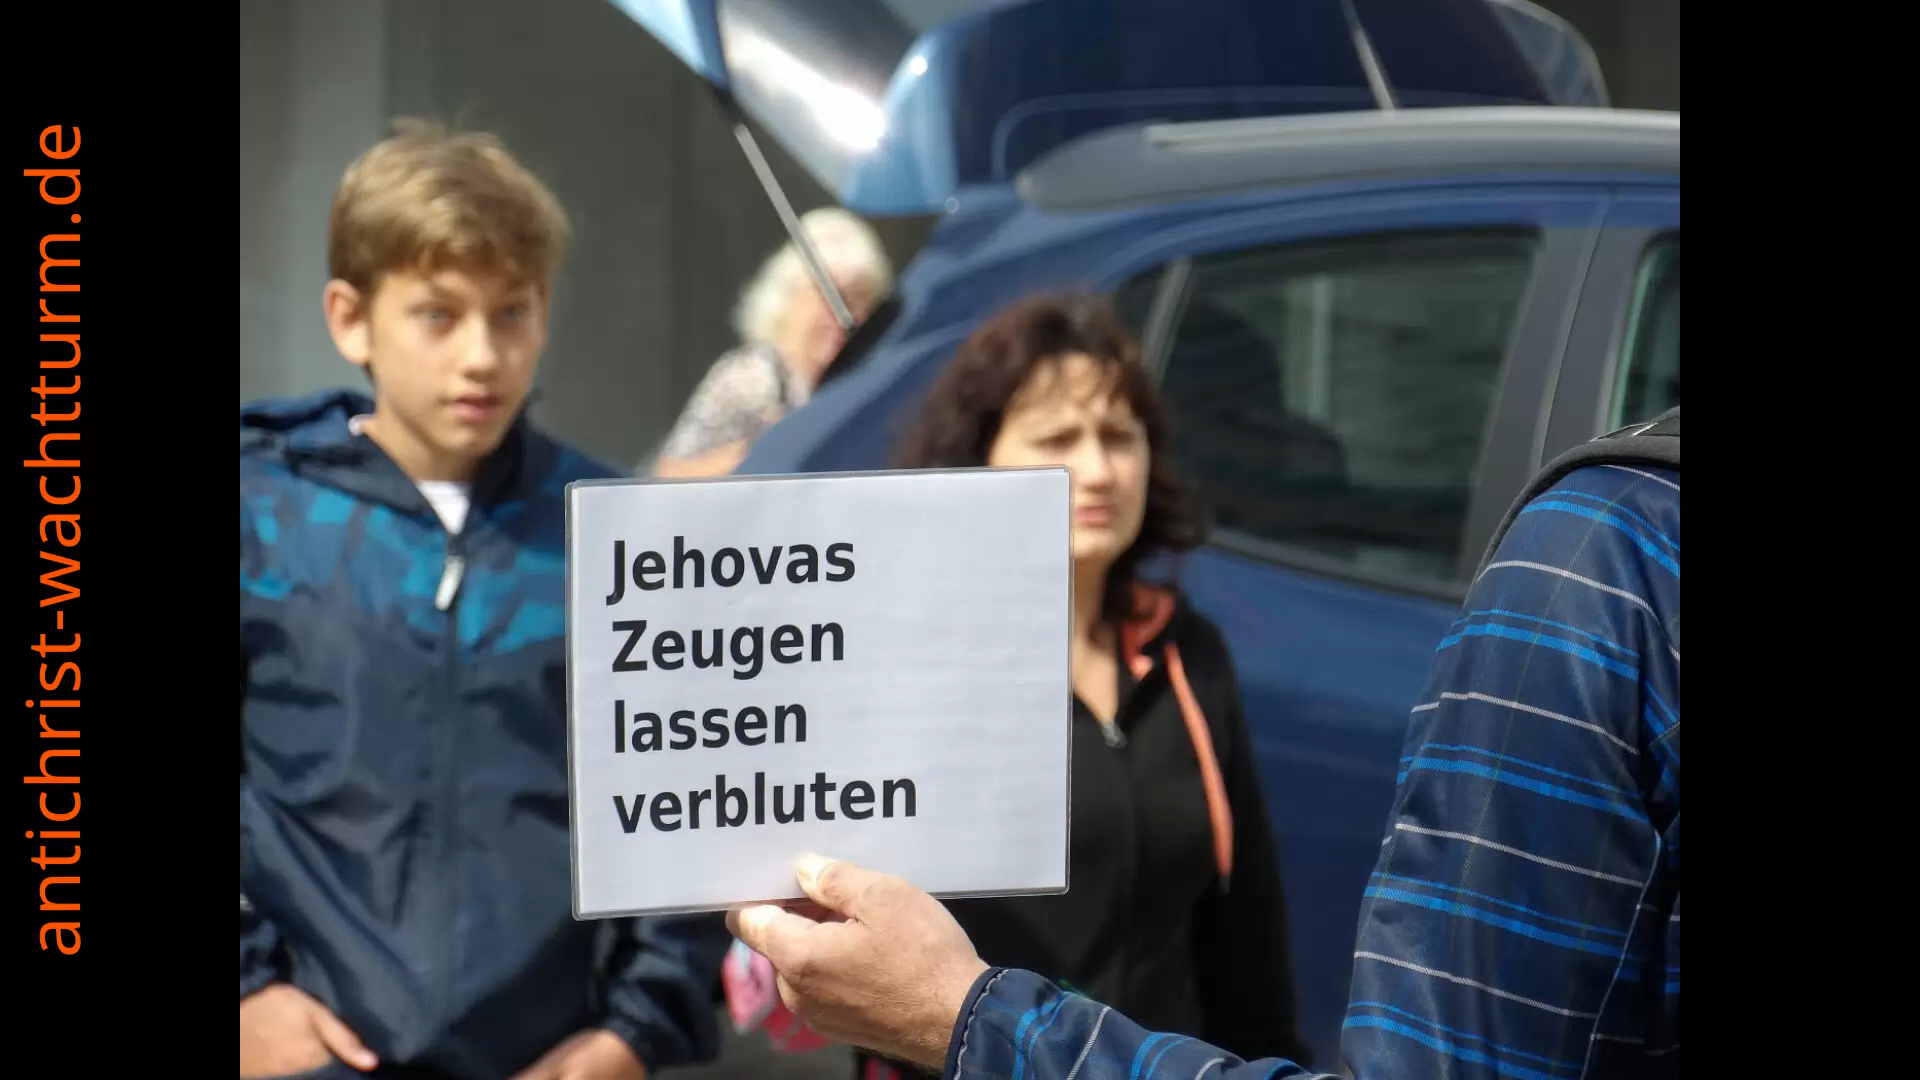 antichrist-wachtturm.de
Jehovas
Zeugen
lassen
verbluten